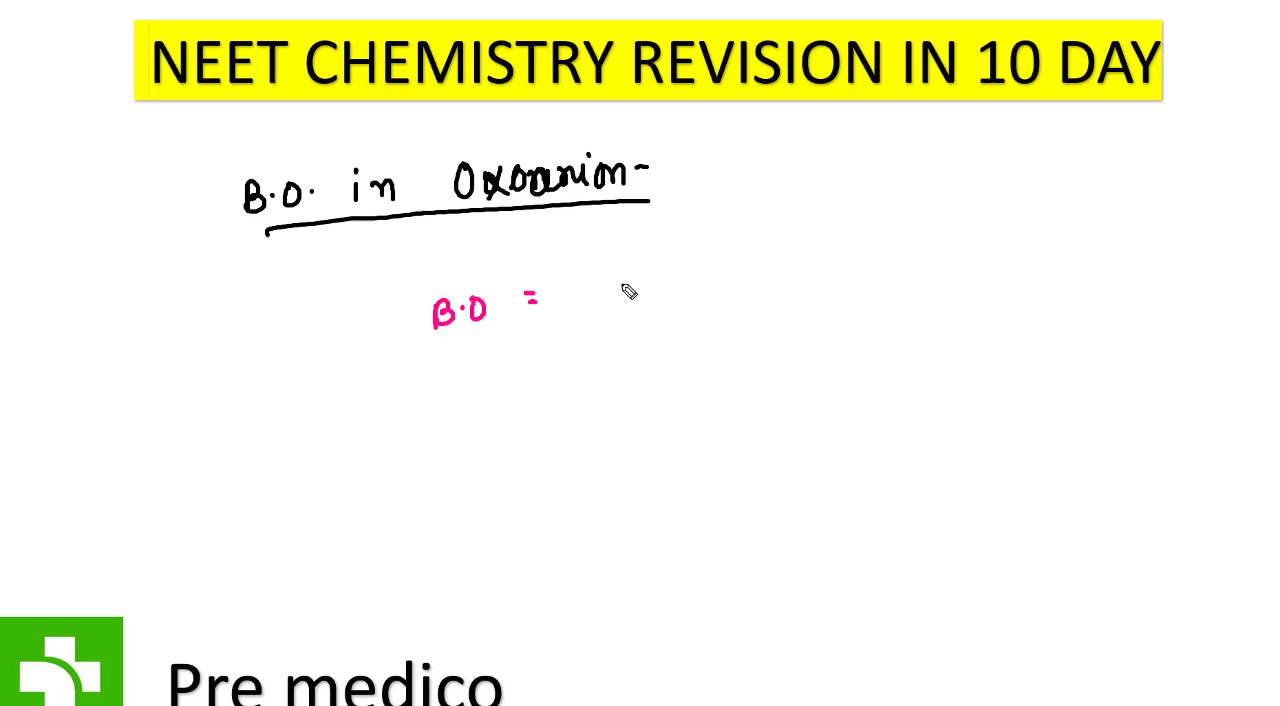 NEET CHEMISTRY REVISION IN 10 DAY
B.O. in Oxoanion-
B.O =
Pre medico